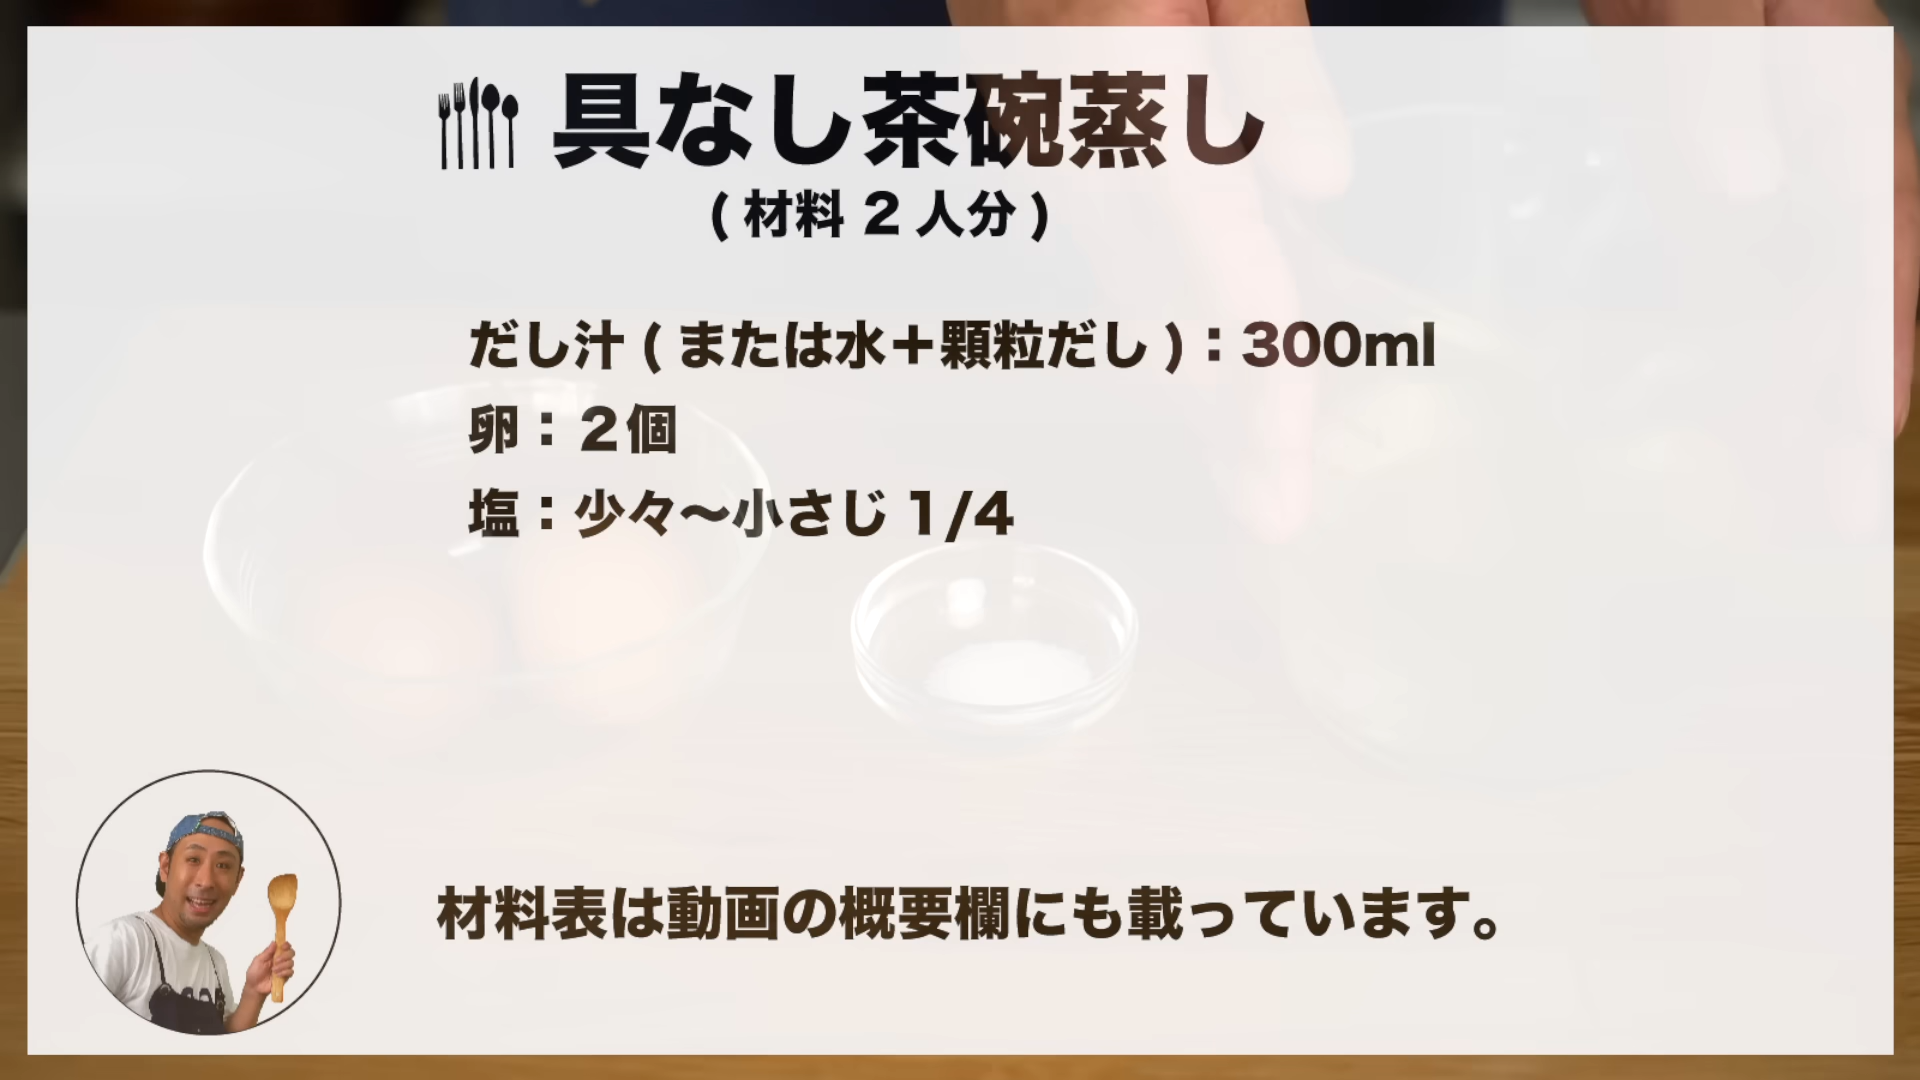 具なし茶碗蒸し
(材料 2 人分)
だし汁(または水＋顆粒だし)：300ml
卵：２個
塩：少々〜小さじ 1/4
材料表は動画の概要欄にも載っています。